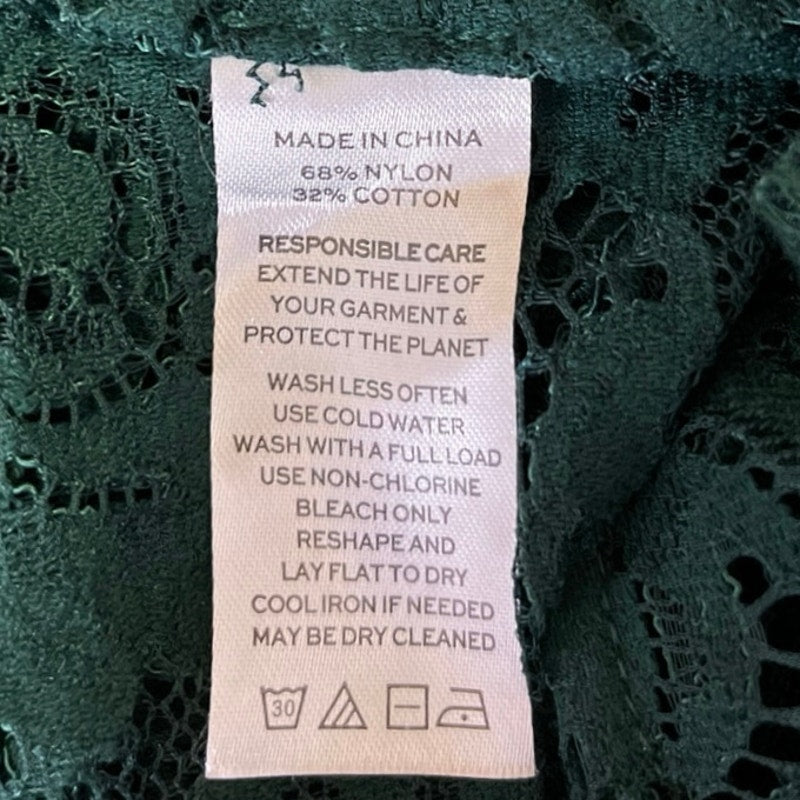 MADE IN CHINA
68% NYLON
32% COTTON
RESPONSIBLE CARE
EXTEND THE LIFE OF
YOUR GARMENT &
PROTECT THE PLANET
WASH LESS OFTEN
USE COLD WATER
WASH WITH A FULL LOAD
USE NON-CHLORINE
BLEACH ONLY
RESHAPE AND
LAY FLAT TO DRY
COOL IRON IF NEEDED
MAY BE DRY CLEANED
30